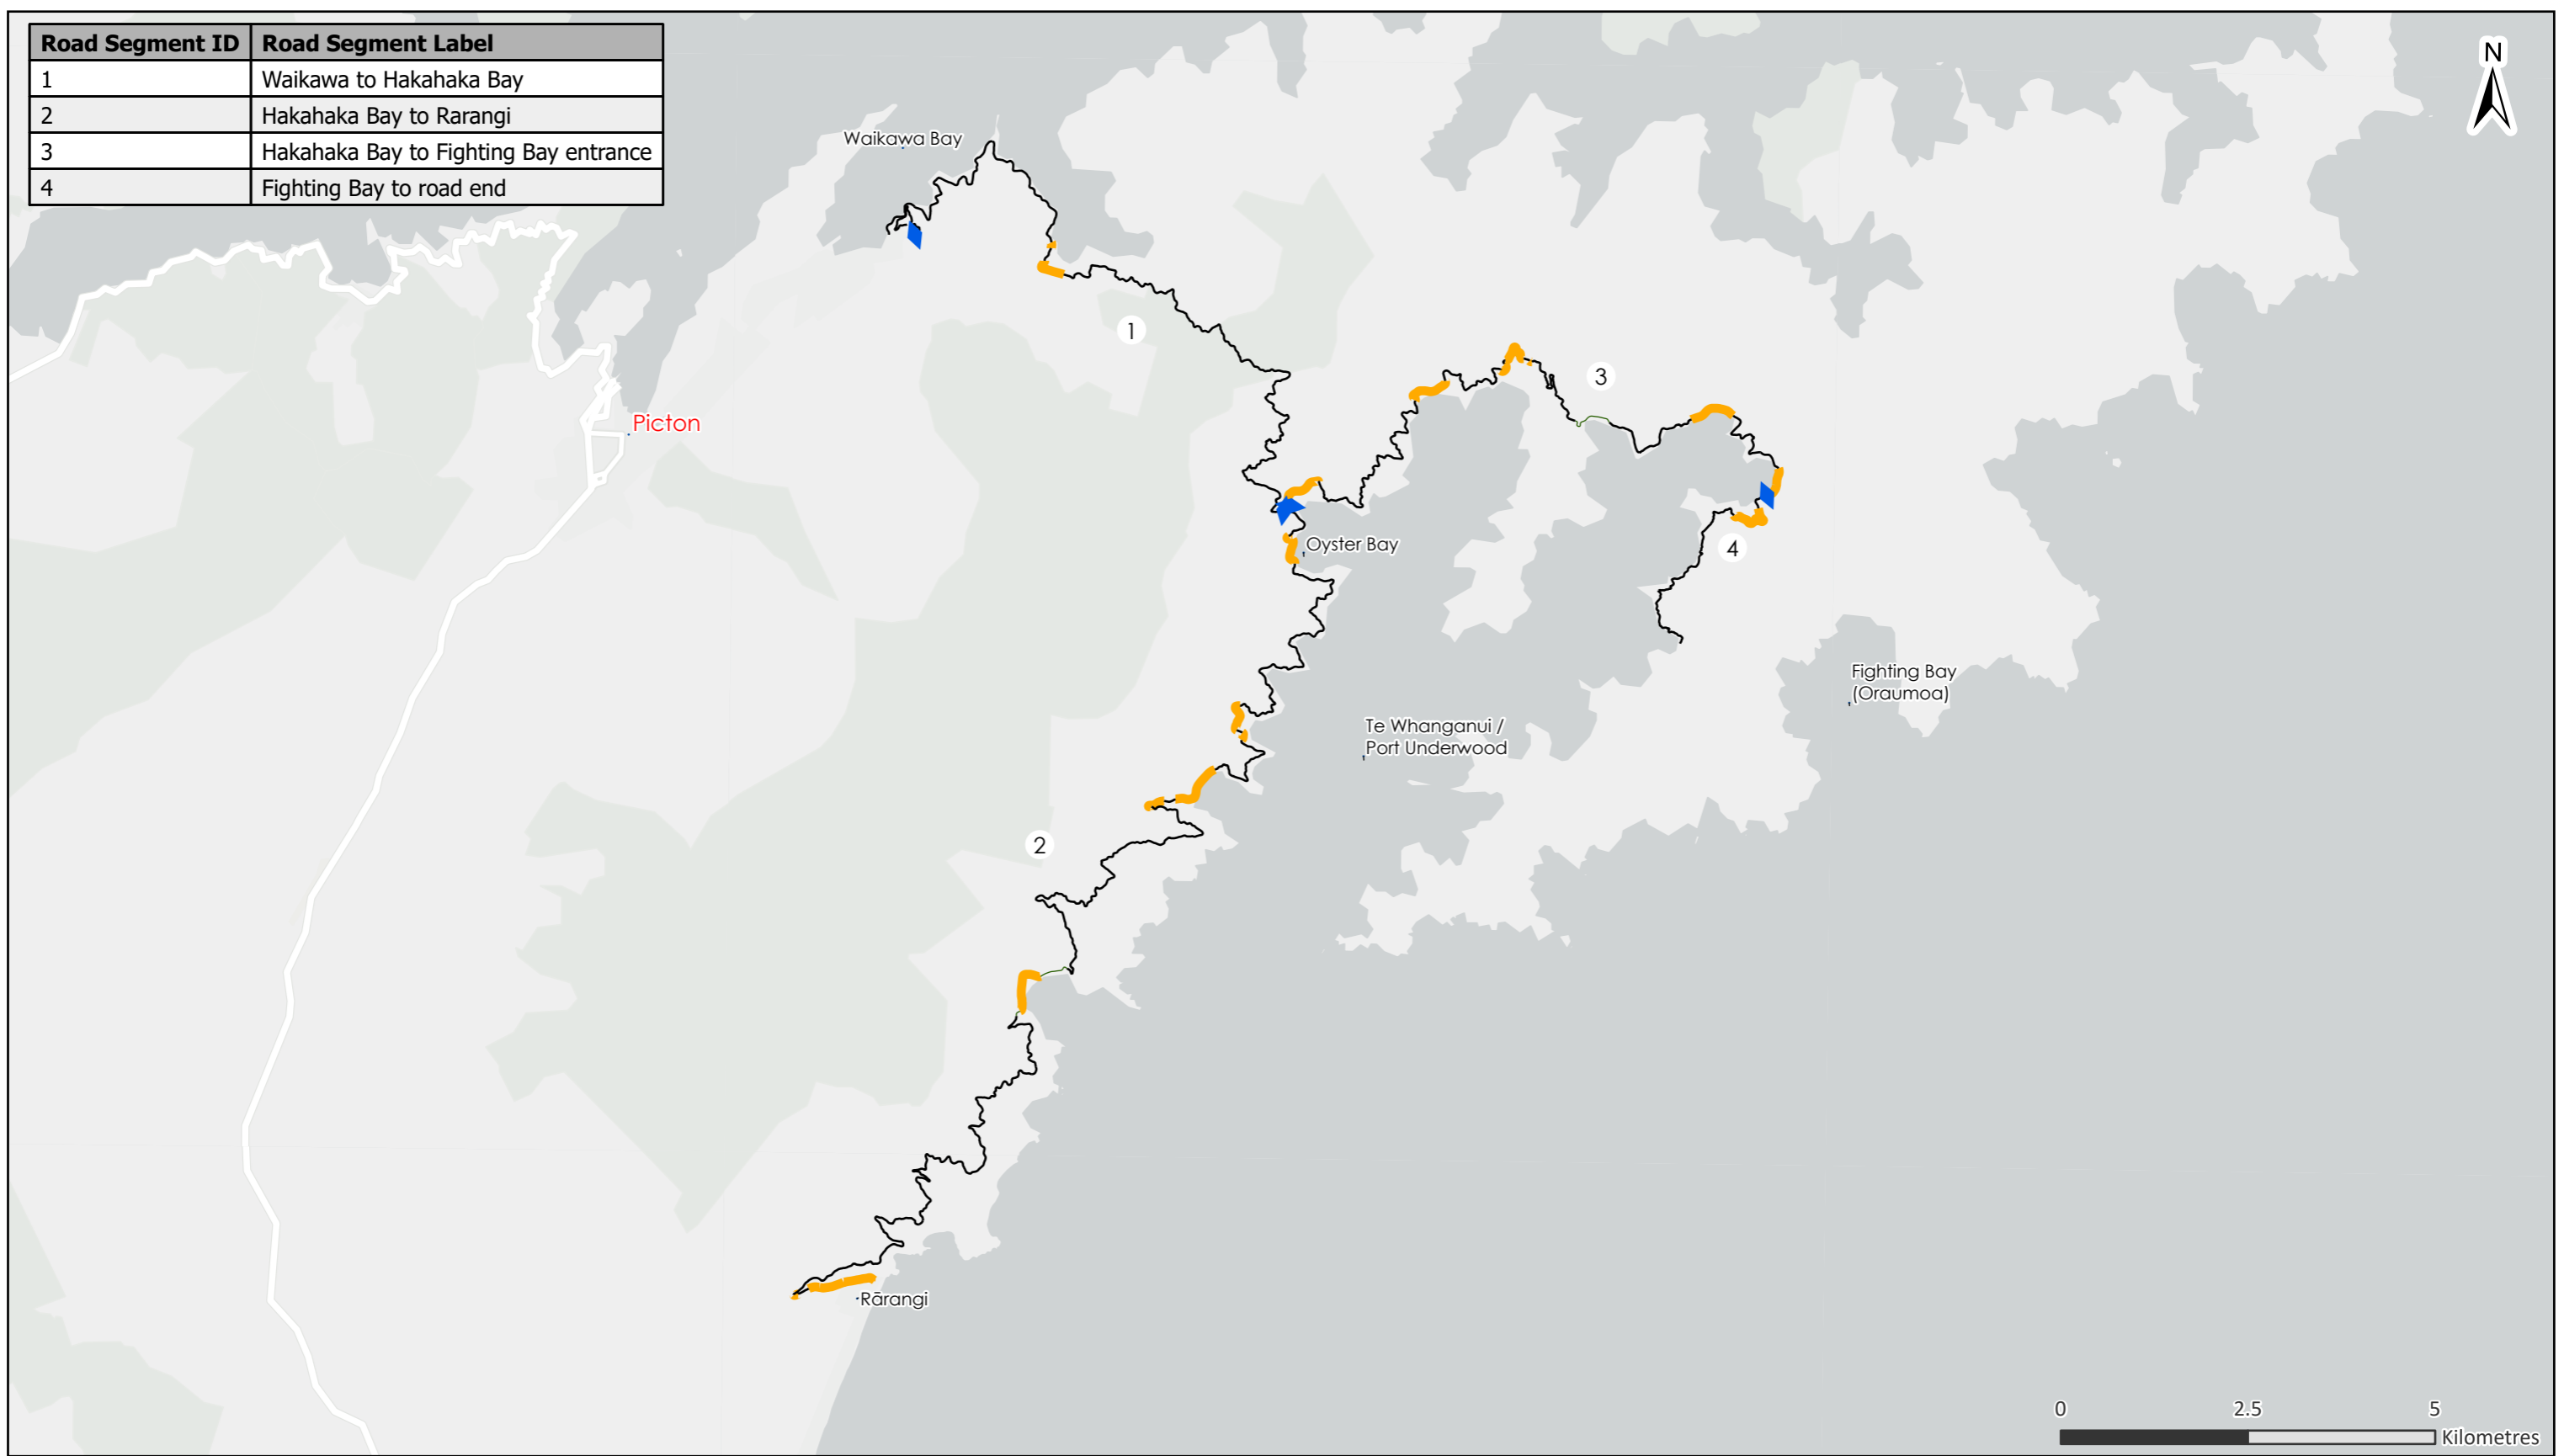 Road Segment ID Road Segment Label
1 Waikawa to Hakahaka Bay
2 Hakahaka Bay to Rarangi
3 Hakahaka Bay to Fighting Bay entrance
4 Fighting Bay to road end
N
Waikawa Bay
1
3
Picton
Oyster Bay
4
Fighting Bay
(Oraumoa)
Te Whanganui /
Port Underwood
2
Rārangi
0 2.5 5
Kilometres